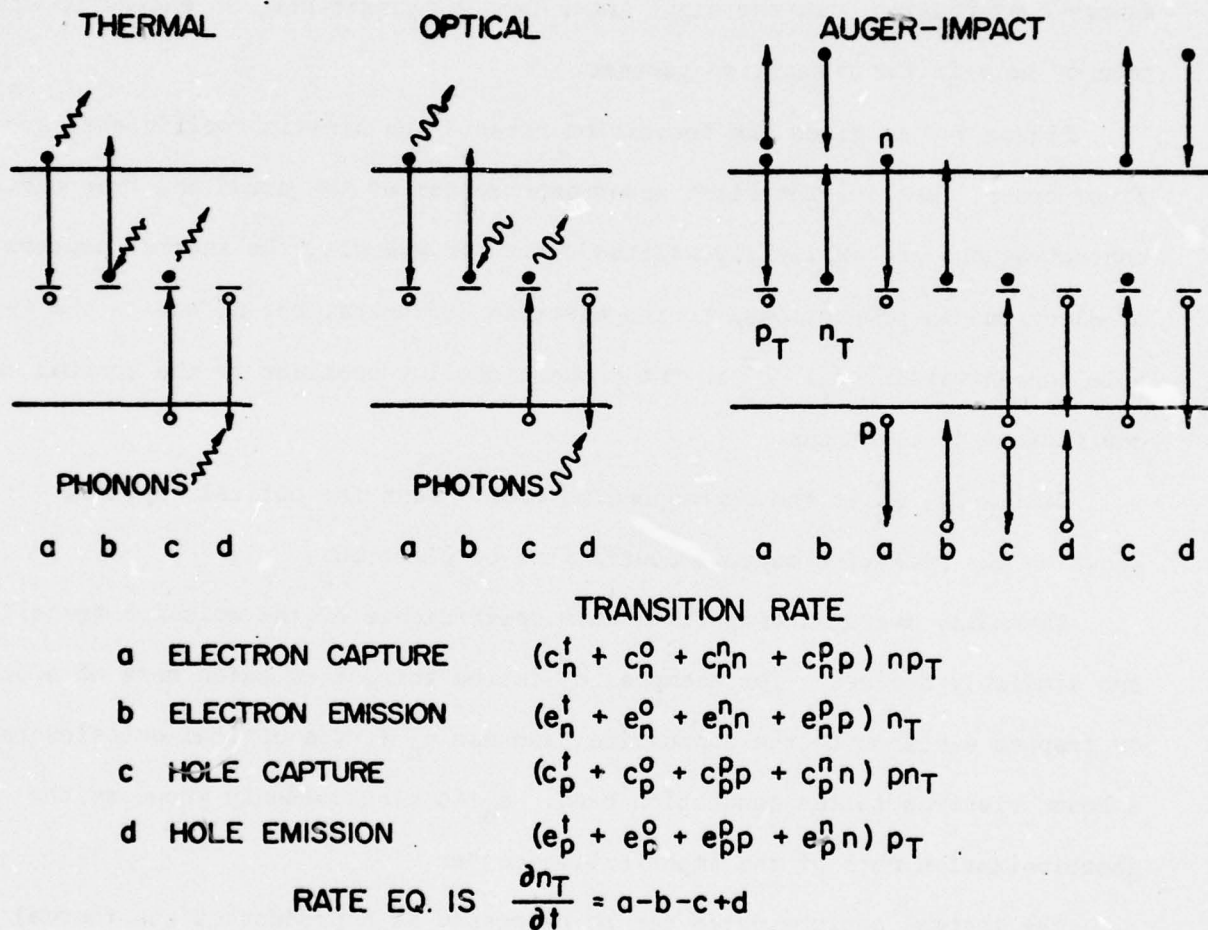 THERMAL OPTICAL AUGER-IMPACT
n
p_T n_T
p
PHONONS PHOTONS
a b c d a b c d a b a b c d c d
TRANSITION RATE
a ELECTRON CAPTURE (c_n^t + c_n^o + c_n^n n + c_n^p p) np_T
b ELECTRON EMISSION (e_n^t + e_n^o + e_n^n n + e_n^p p) n_T
c HOLE CAPTURE (c_p^t + c_p^o + c_p^p p + c_p^n n) pn_T
d HOLE EMISSION (e_p^t + e_p^o + e_p^p p + e_p^n n) p_T
RATE EQ. IS ∂n_T/∂t = a-b-c+d